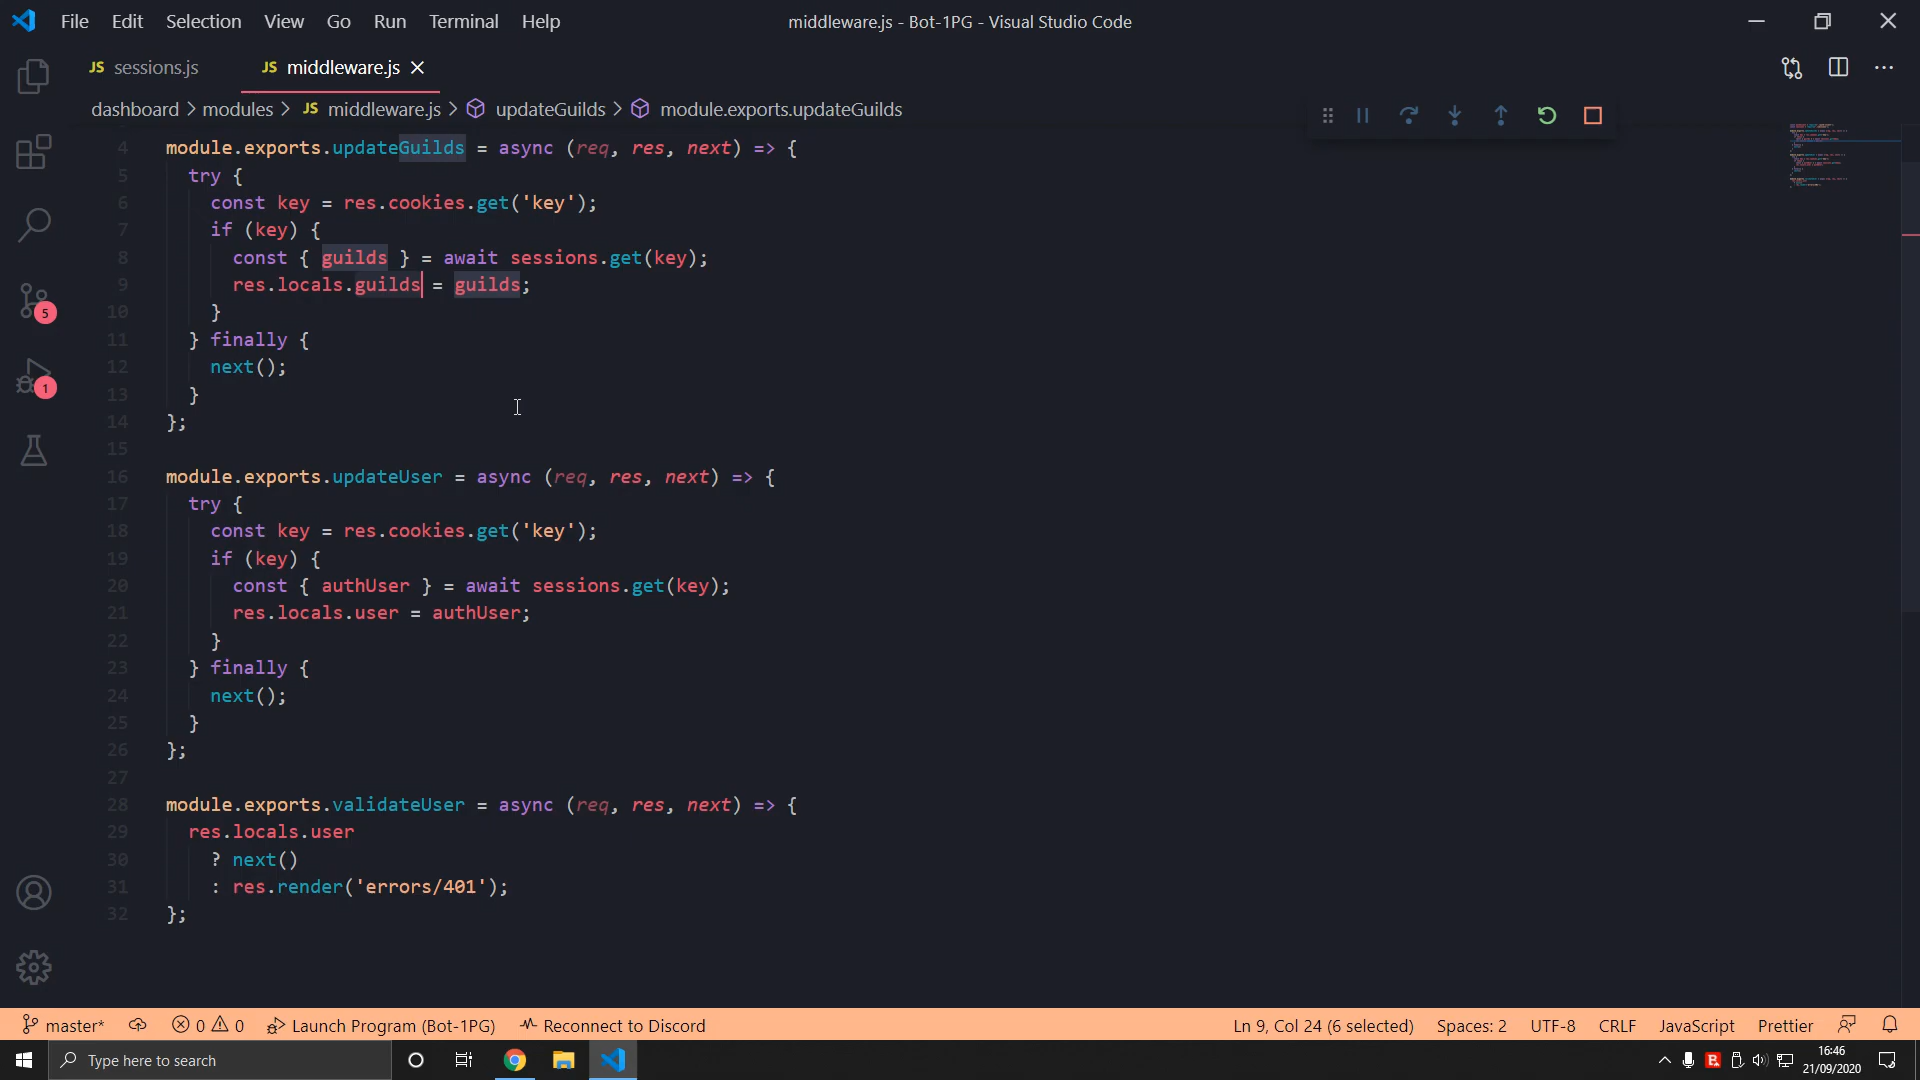 File Edit Selection View Go Run Terminal Help
middleware.js - Bot-1PG - Visual Studio Code
JS sessions.js JS middleware.js
dashboard > modules > JS middleware.js > updateGuilds > module.exports.updateGuilds
4 module.exports.updateGuilds = async (req, res, next) => {
5 try {
6 const key = res.cookies.get('key');
7 if (key) {
8 const { guilds } = await sessions.get(key);
9 res.locals.guilds = guilds;
10 }
11 } finally {
12 next();
13 }
14 };
15
16 module.exports.updateUser = async (req, res, next) => {
17 try {
18 const key = res.cookies.get('key');
19 if (key) {
20 const { authUser } = await sessions.get(key);
21 res.locals.user = authUser;
22 }
23 } finally {
24 next();
25 }
26 };
27
28 module.exports.validateUser = async (req, res, next) => {
29 res.locals.user
30 ? next()
31 : res.render('errors/401');
32 };
5
1
master* 0 0 Launch Program (Bot-1PG) Reconnect to Discord Ln 9, Col 24 (6 selected) Spaces: 2 UTF-8 CRLF JavaScript Prettier
Type here to search
16:46
21/09/2020